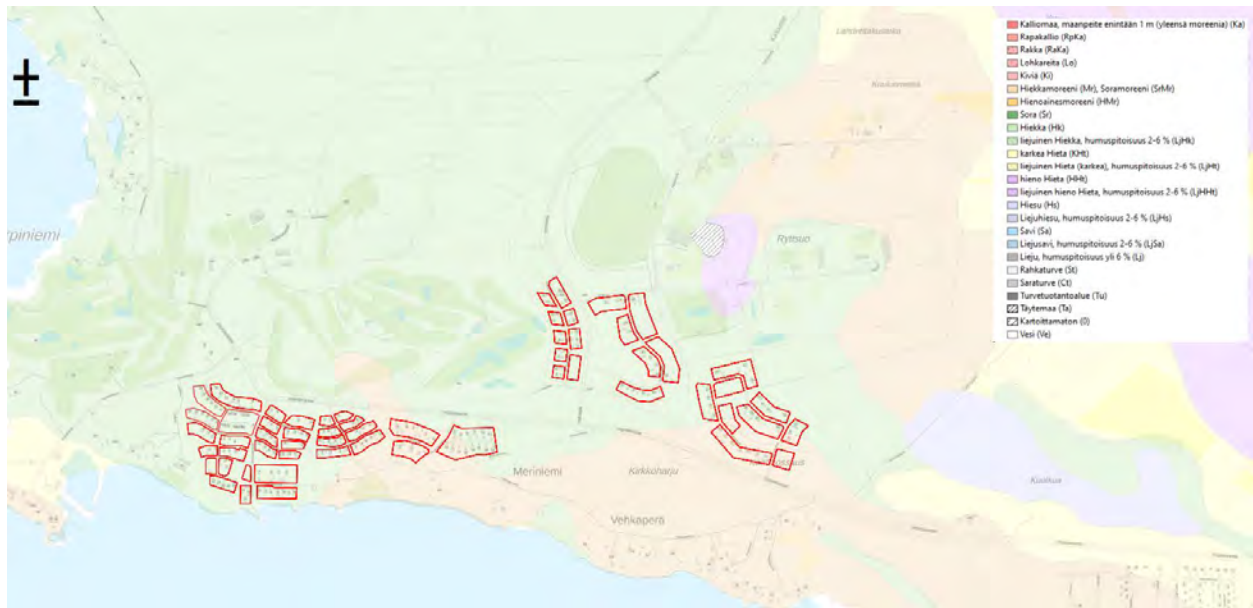 ±
Kalliomaa, maanpeite enintään 1 m (yleensä moreenia) (Ka)
Rapakallio (RpKa)
Rakka (RaKa)
Lohkareita (Lo)
Kiviä (Ki)
Hiekkamoreeni (Mr), Soramoreeni (SrMr)
Hienoainesmoreeni (HMr)
Sora (Sr)
Hiekka (Hk)
liejuinen Hiekka, humuspitoisuus 2-6 % (LjHk)
karkea Hieta (KHt)
liejuinen Hieta (karkea), humuspitoisuus 2-6 % (LjHt)
hieno Hieta (HHt)
liejuinen hieno Hieta, humuspitoisuus 2-6 % (LjHHt)
Hiesu (Hs)
Liejuhiesu, humuspitoisuus 2-6 % (LjHs)
Savi (Sa)
Liejusavi, humuspitoisuus 2-6 % (LjSa)
Lieju, humuspitoisuus yli 6 % (Lj)
Rahkaturve (St)
Saraturve (Ct)
Turvetuotantoalue (Tu)
Täytemaa (Ta)
Kartoittamaton (0)
Vesi (Ve)
rpiniemi
Rytisuo
Meriniemi
Kirkkoharju
Vehkaperä